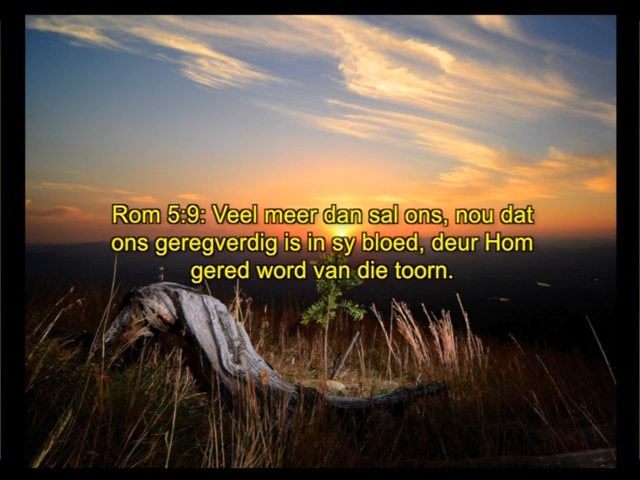 Rom 5:9: Veel meer dan sal ons, nou dat
ons geregverdig is in sy bloed, deur Hom
gered word van die toorn.